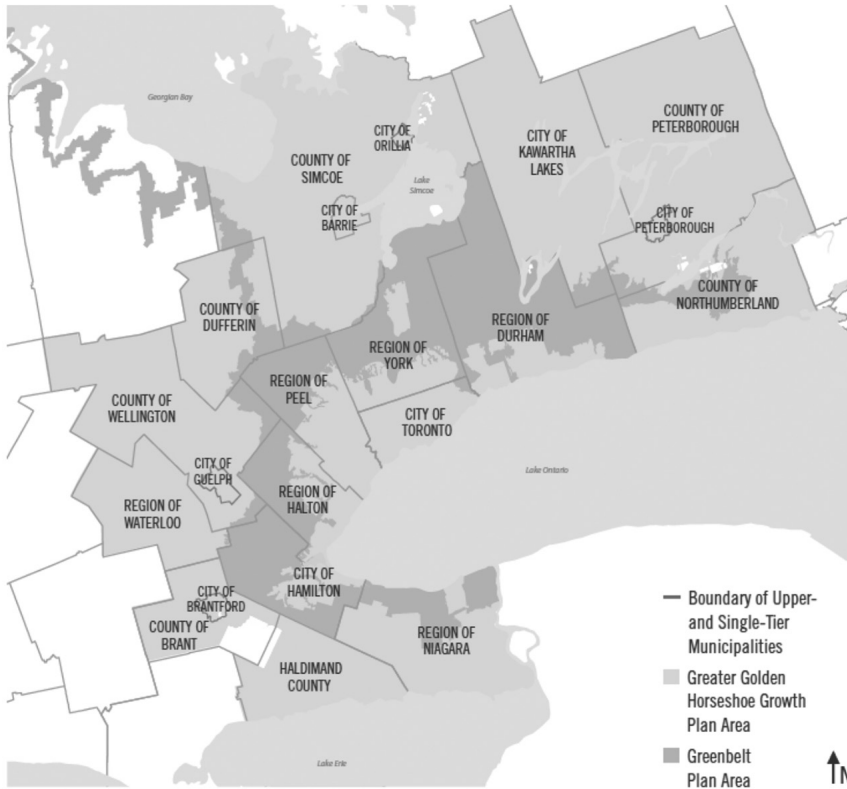 Georgian Bay
COUNTY OF
SIMCOE
CITY OF
ORILLIA
Lake
Simcoe
CITY OF
BARRIE
CITY OF
KAWARTHA
LAKES
COUNTY OF
PETERBOROUGH
CITY OF
PETERBOROUGH
COUNTY OF
NORTHUMBERLAND
COUNTY OF
DUFFERIN
REGION OF
YORK
REGION OF
DURHAM
REGION OF
PEEL
COUNTY OF
WELLINGTON
CITY OF
TORONTO
CITY OF
GUELPH
Lake Ontario
REGION OF
WATERLOO
REGION OF
HALTON
CITY OF
HAMILTON
CITY OF
BRANTFORD
COUNTY OF
BRANT
REGION OF
NIAGARA
HALDIMAND
COUNTY
Lake Erie
Boundary of Upper-
and Single-Tier
Municipalities
Greater Golden
Horseshoe Growth
Plan Area
Greenbelt
Plan Area
N